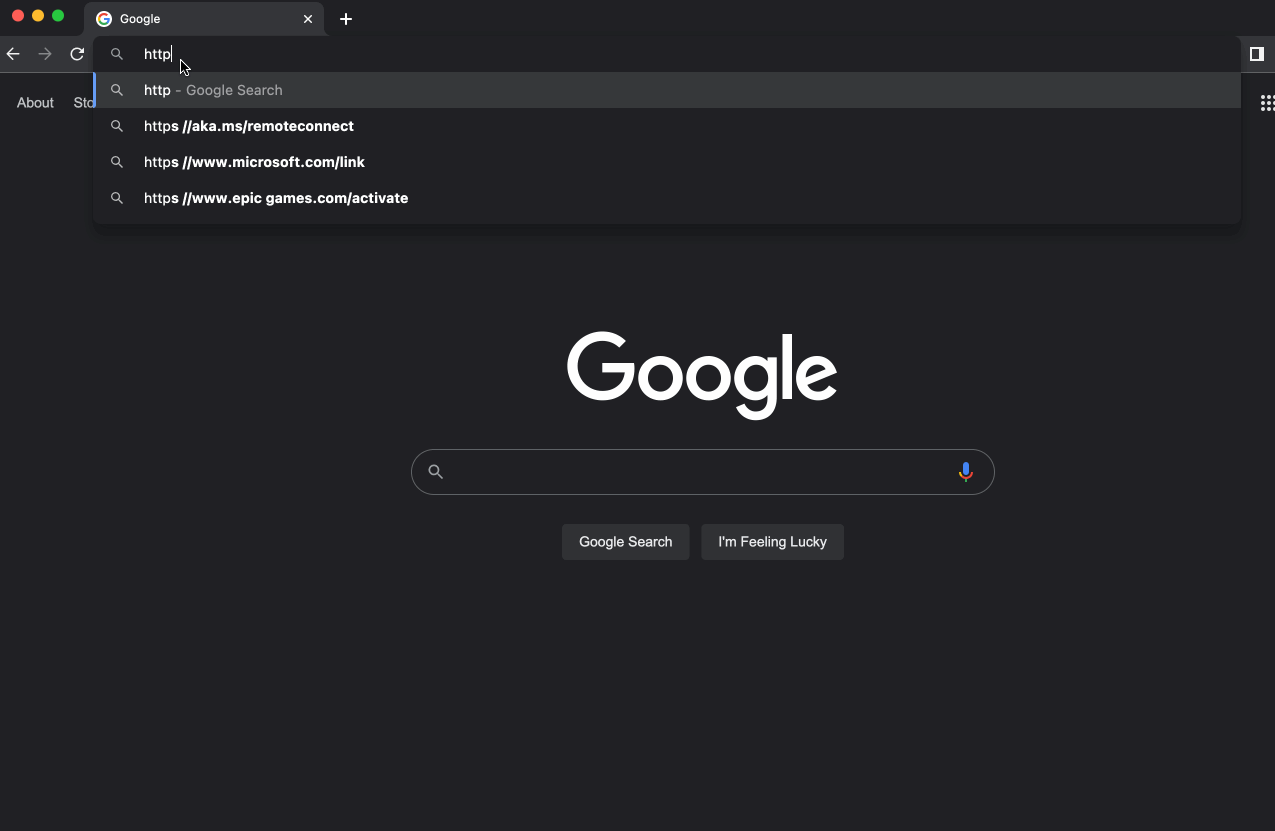 Google
http
http - Google Search
https //aka.ms/remoteconnect
https //www.microsoft.com/link
https //www.epic games.com/activate
About
Google
Google Search
I'm Feeling Lucky